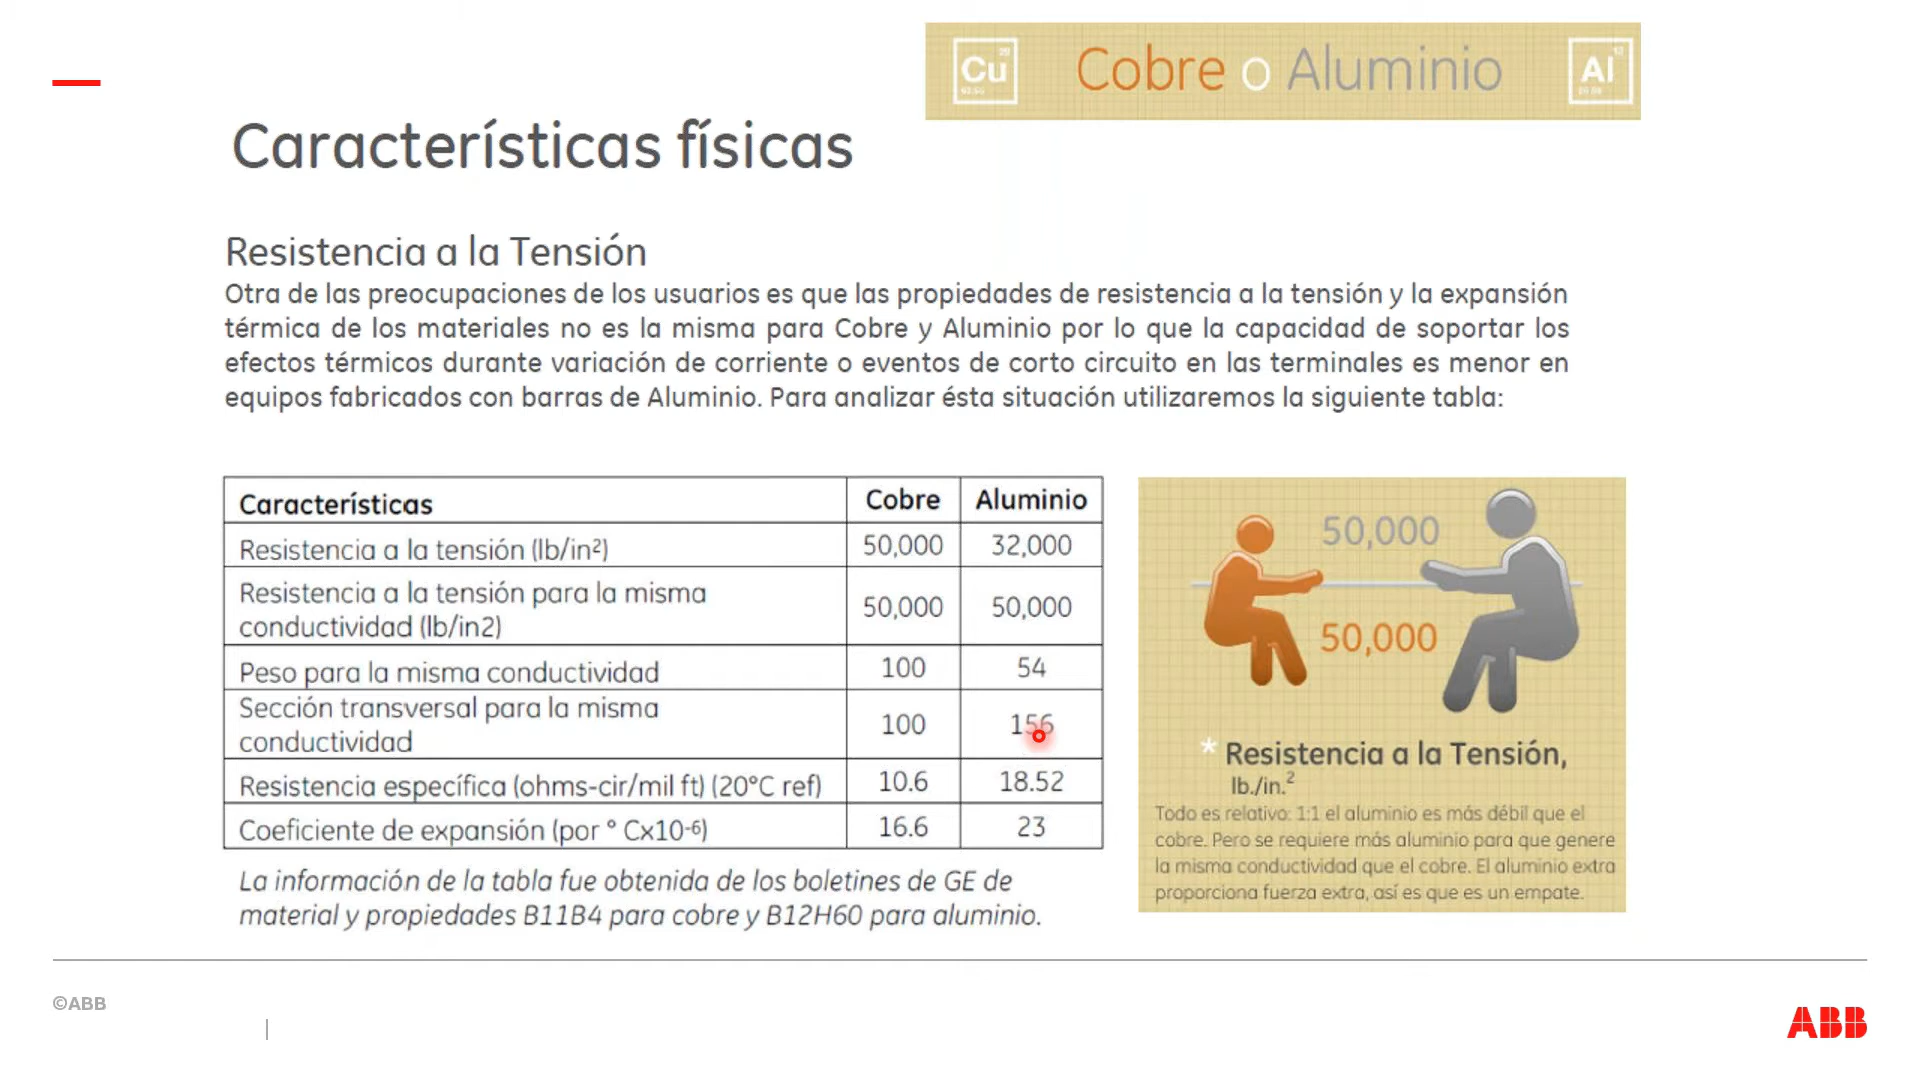 Cu
29
63.55
Cobre o Aluminio
Al
13
Características físicas
Resistencia a la Tensión
Otra de las preocupaciones de los usuarios es que las propiedades de resistencia a la tensión y la expansión
térmica de los materiales no es la misma para Cobre y Aluminio por lo que la capacidad de soportar los
efectos térmicos durante variación de corriente o eventos de corto circuito en las terminales es menor en
equipos fabricados con barras de Aluminio. Para analizar ésta situación utilizaremos la siguiente tabla:
Características Cobre Aluminio
Resistencia a la tensión (lb/in²) 50,000 32,000
Resistencia a la tensión para la misma
conductividad (lb/in2) 50,000 50,000
Peso para la misma conductividad 100 54
Sección transversal para la misma
conductividad 100 156
Resistencia específica (ohms-cir/mil ft) (20°C ref) 10.6 18.52
Coeficiente de expansión (por ° Cx10-⁶) 16.6 23
La información de la tabla fue obtenida de los boletines de GE de
material y propiedades B11B4 para cobre y B12H60 para aluminio.
50,000
50,000
* Resistencia a la Tensión,
lb./in.²
Todo es relativo: 1:1 el aluminio es más débil que el
cobre. Pero se requiere más aluminio para que genere
la misma conductividad que el cobre. El aluminio extra
proporciona fuerza extra, así es que es un empate.
©ABB
ABB